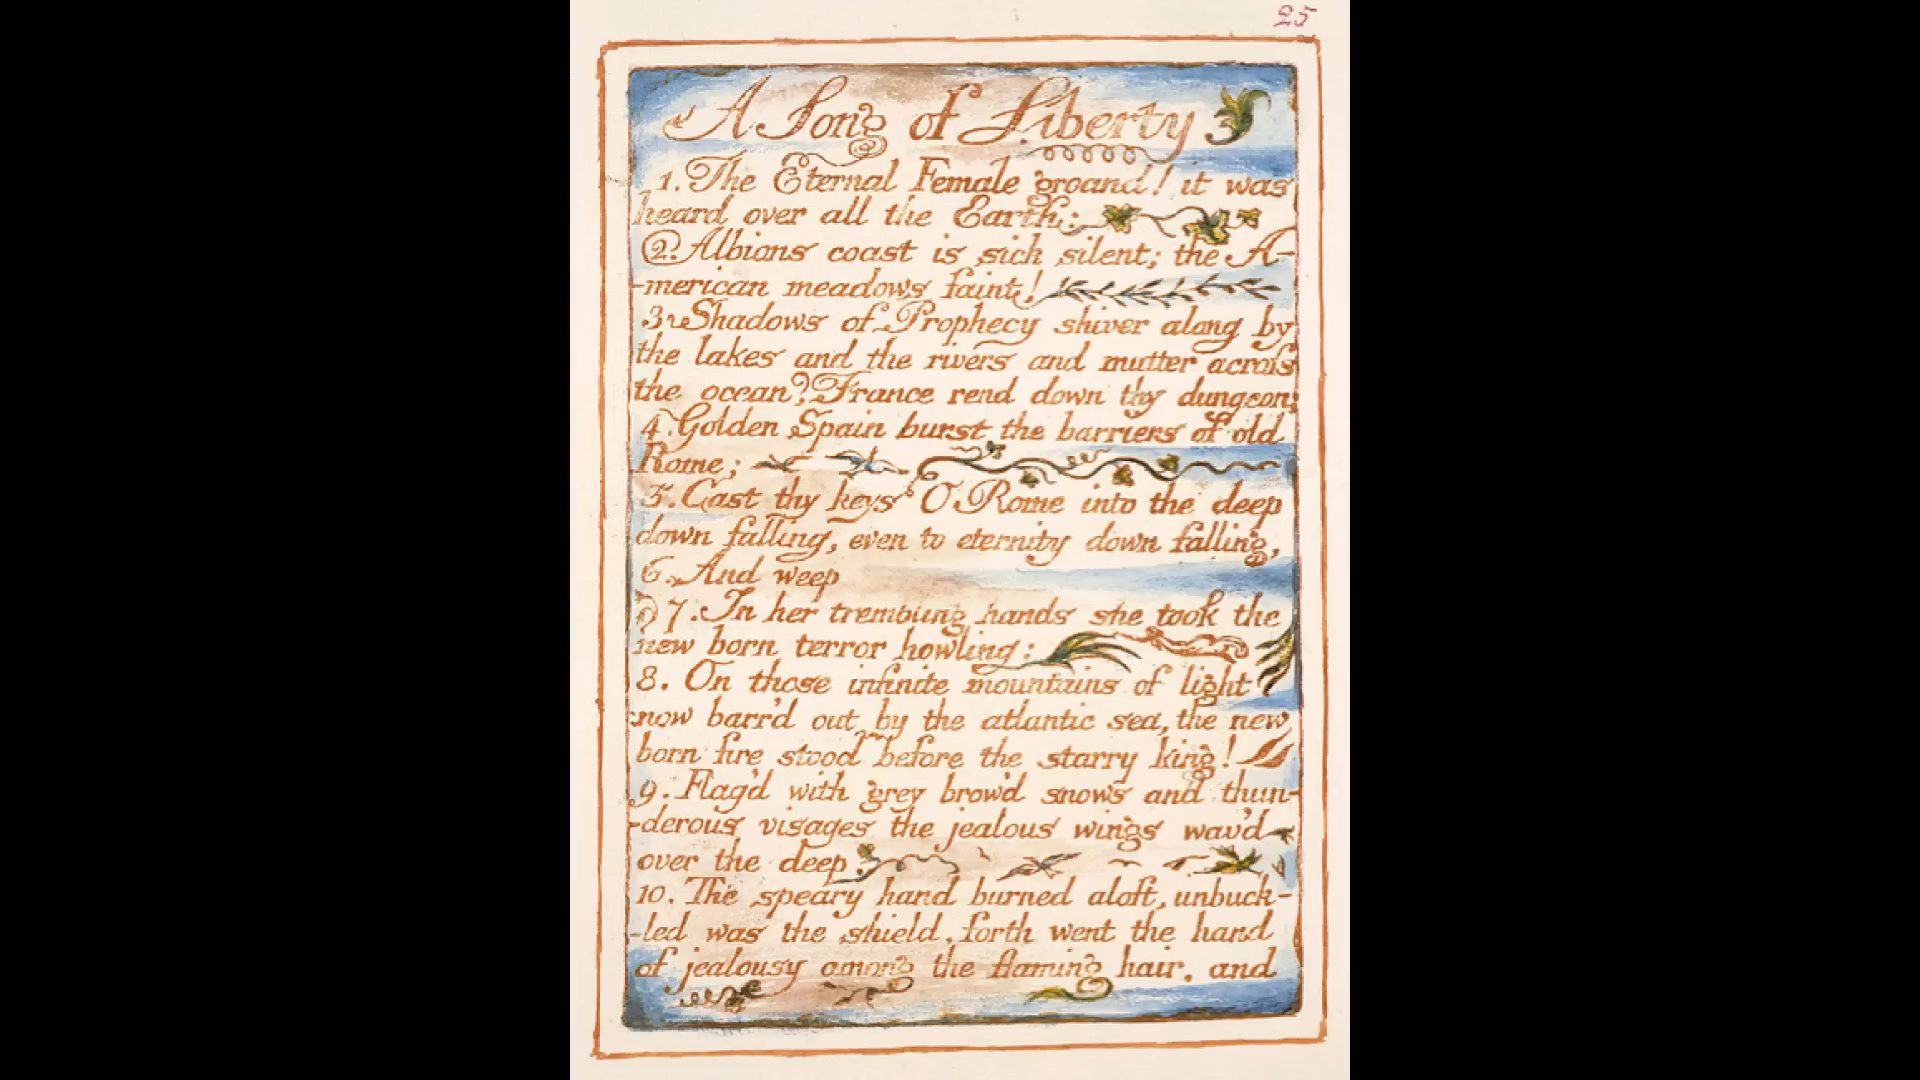 25
A Song of Liberty
1. The Eternal Female groand! it was
heard over all the Earth:
2. Albions coast is sick silent; the A-
-merican meadows faint!
3. Shadows of Prophecy shiver along by
the lakes and the rivers and mutter across
the ocean? France rend down thy dungeon;
4. Golden Spain burst the barriers of old
Rome;
5. Cast thy keys O Rome into the deep
down falling, even to eternity down falling,
6. And weep
7. In her trembling hands she took the
new born terror howling:
8. On those infinite mountains of light
now barr'd out by the atlantic sea, the new
born fire stood before the starry king!
9. Flag'd with grey brow'd snows and thun-
-derous visages the jealous wings wav'd
over the deep.
10. The speary hand burned aloft, unbuck-
-led was the shield, forth went the hand
of jealousy among the flaming hair, and